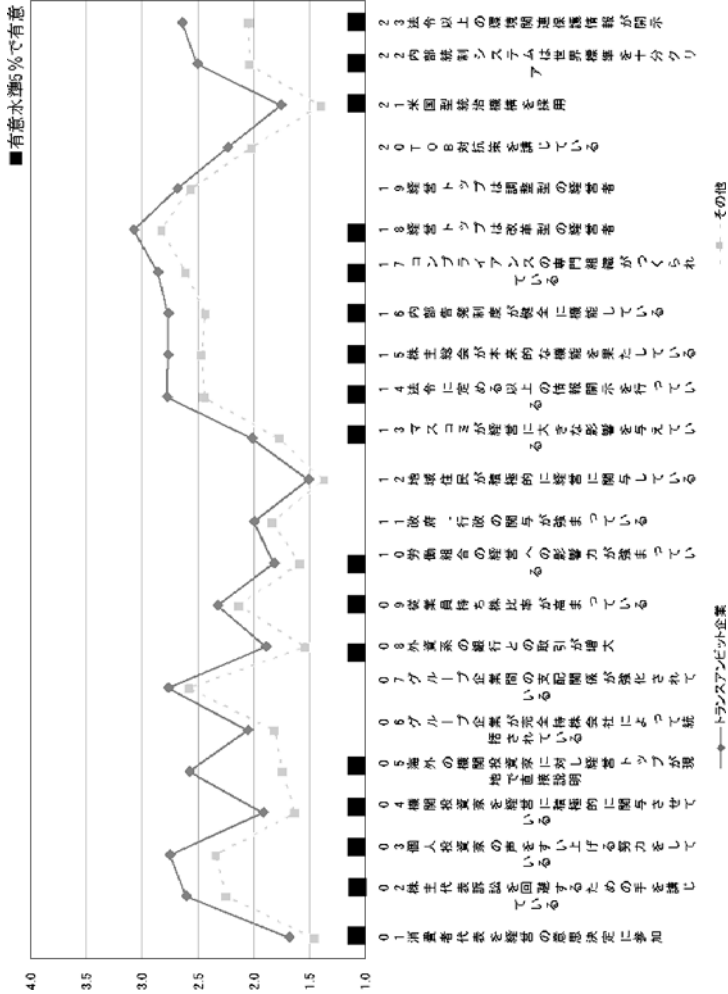 ■有意水準5%で有意
4.0
3.5
3.0
2.5
2.0
1.5
1.0
01消費者代表を経営の意思決定に参加
02株主代表訴訟を回避するための手を講じ
ている
03個人投資家の声をすい上げる努力をして
いる
04機関投資家を経営に積極的に関与させて
いる
05海外の機関投資家に対し経営トップが現
地で直接説明
06グループ企業が完全持株会社によって統
括されている
07グループ企業間の支配関係が強化されて
いる
08外資系の銀行との取引が増大
09従業員持ち株比率が高まっている
10労働組合の経営への影響力が強まってい
る
11政府・行政の関与が強まっている
12地域住民が積極的に経営に関与している
13マスコミが経営に大きな影響を与えてい
る
14法令に定める以上の情報開示を行ってい
る
15株主総会が本来的な機能を果たしている
16内部告発制度が健全に機能している
17コンプライアンスの専門組織がつくられ
ている
18経営トップは改革型の経営者
19経営トップは調整型の経営者
20TOB対抗策を講じている
21米国型統治機構を採用
22内部統制システムは世界標準を十分クリ
ア
23法令以上の環境関連保護情報が開示
トランスアンビット企業
その他